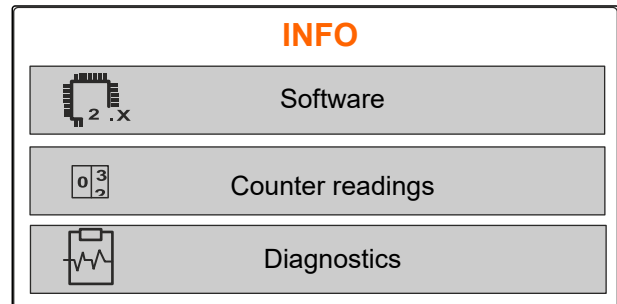 INFO
2.x
Software
0 3
2
Counter readings
Diagnostics